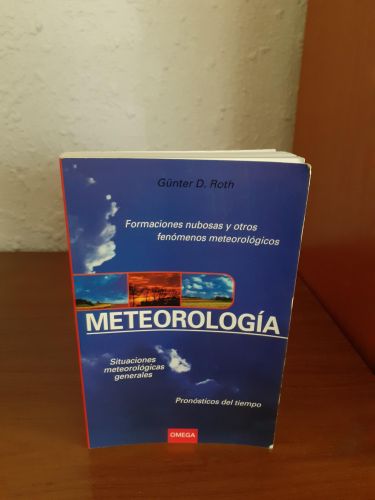 Günter D. Roth
Formaciones nubosas y otros
fenómenos meteorológicos
METEOROLOGÍA
Situaciones
meteorológicas
generales
Pronósticos del tiempo
OMEGA